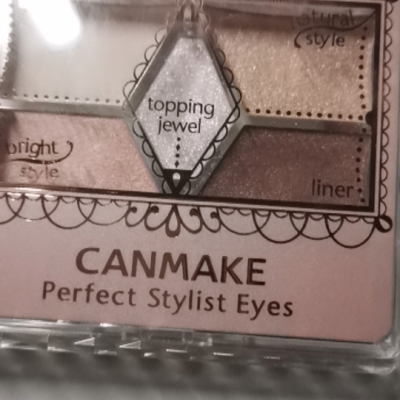 natural
style
topping
jewel
bright
style
liner
CANMAKE
Perfect Stylist Eyes